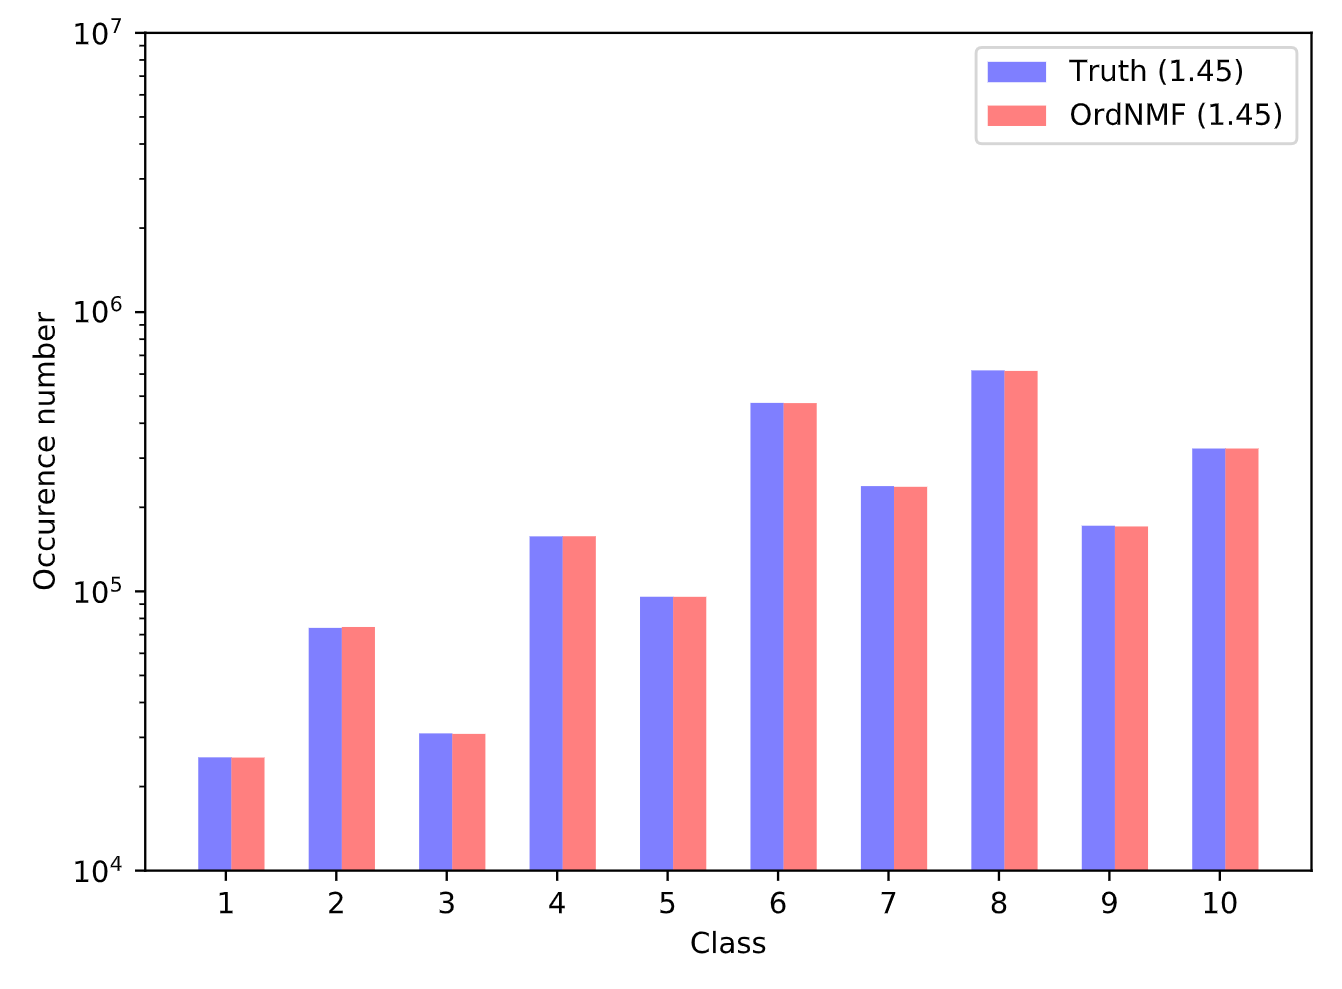 10⁷
10⁶
10⁵
10⁴
Occurence number
Truth (1.45)
OrdNMF (1.45)
1 2 3 4 5 6 7 8 9 10
Class